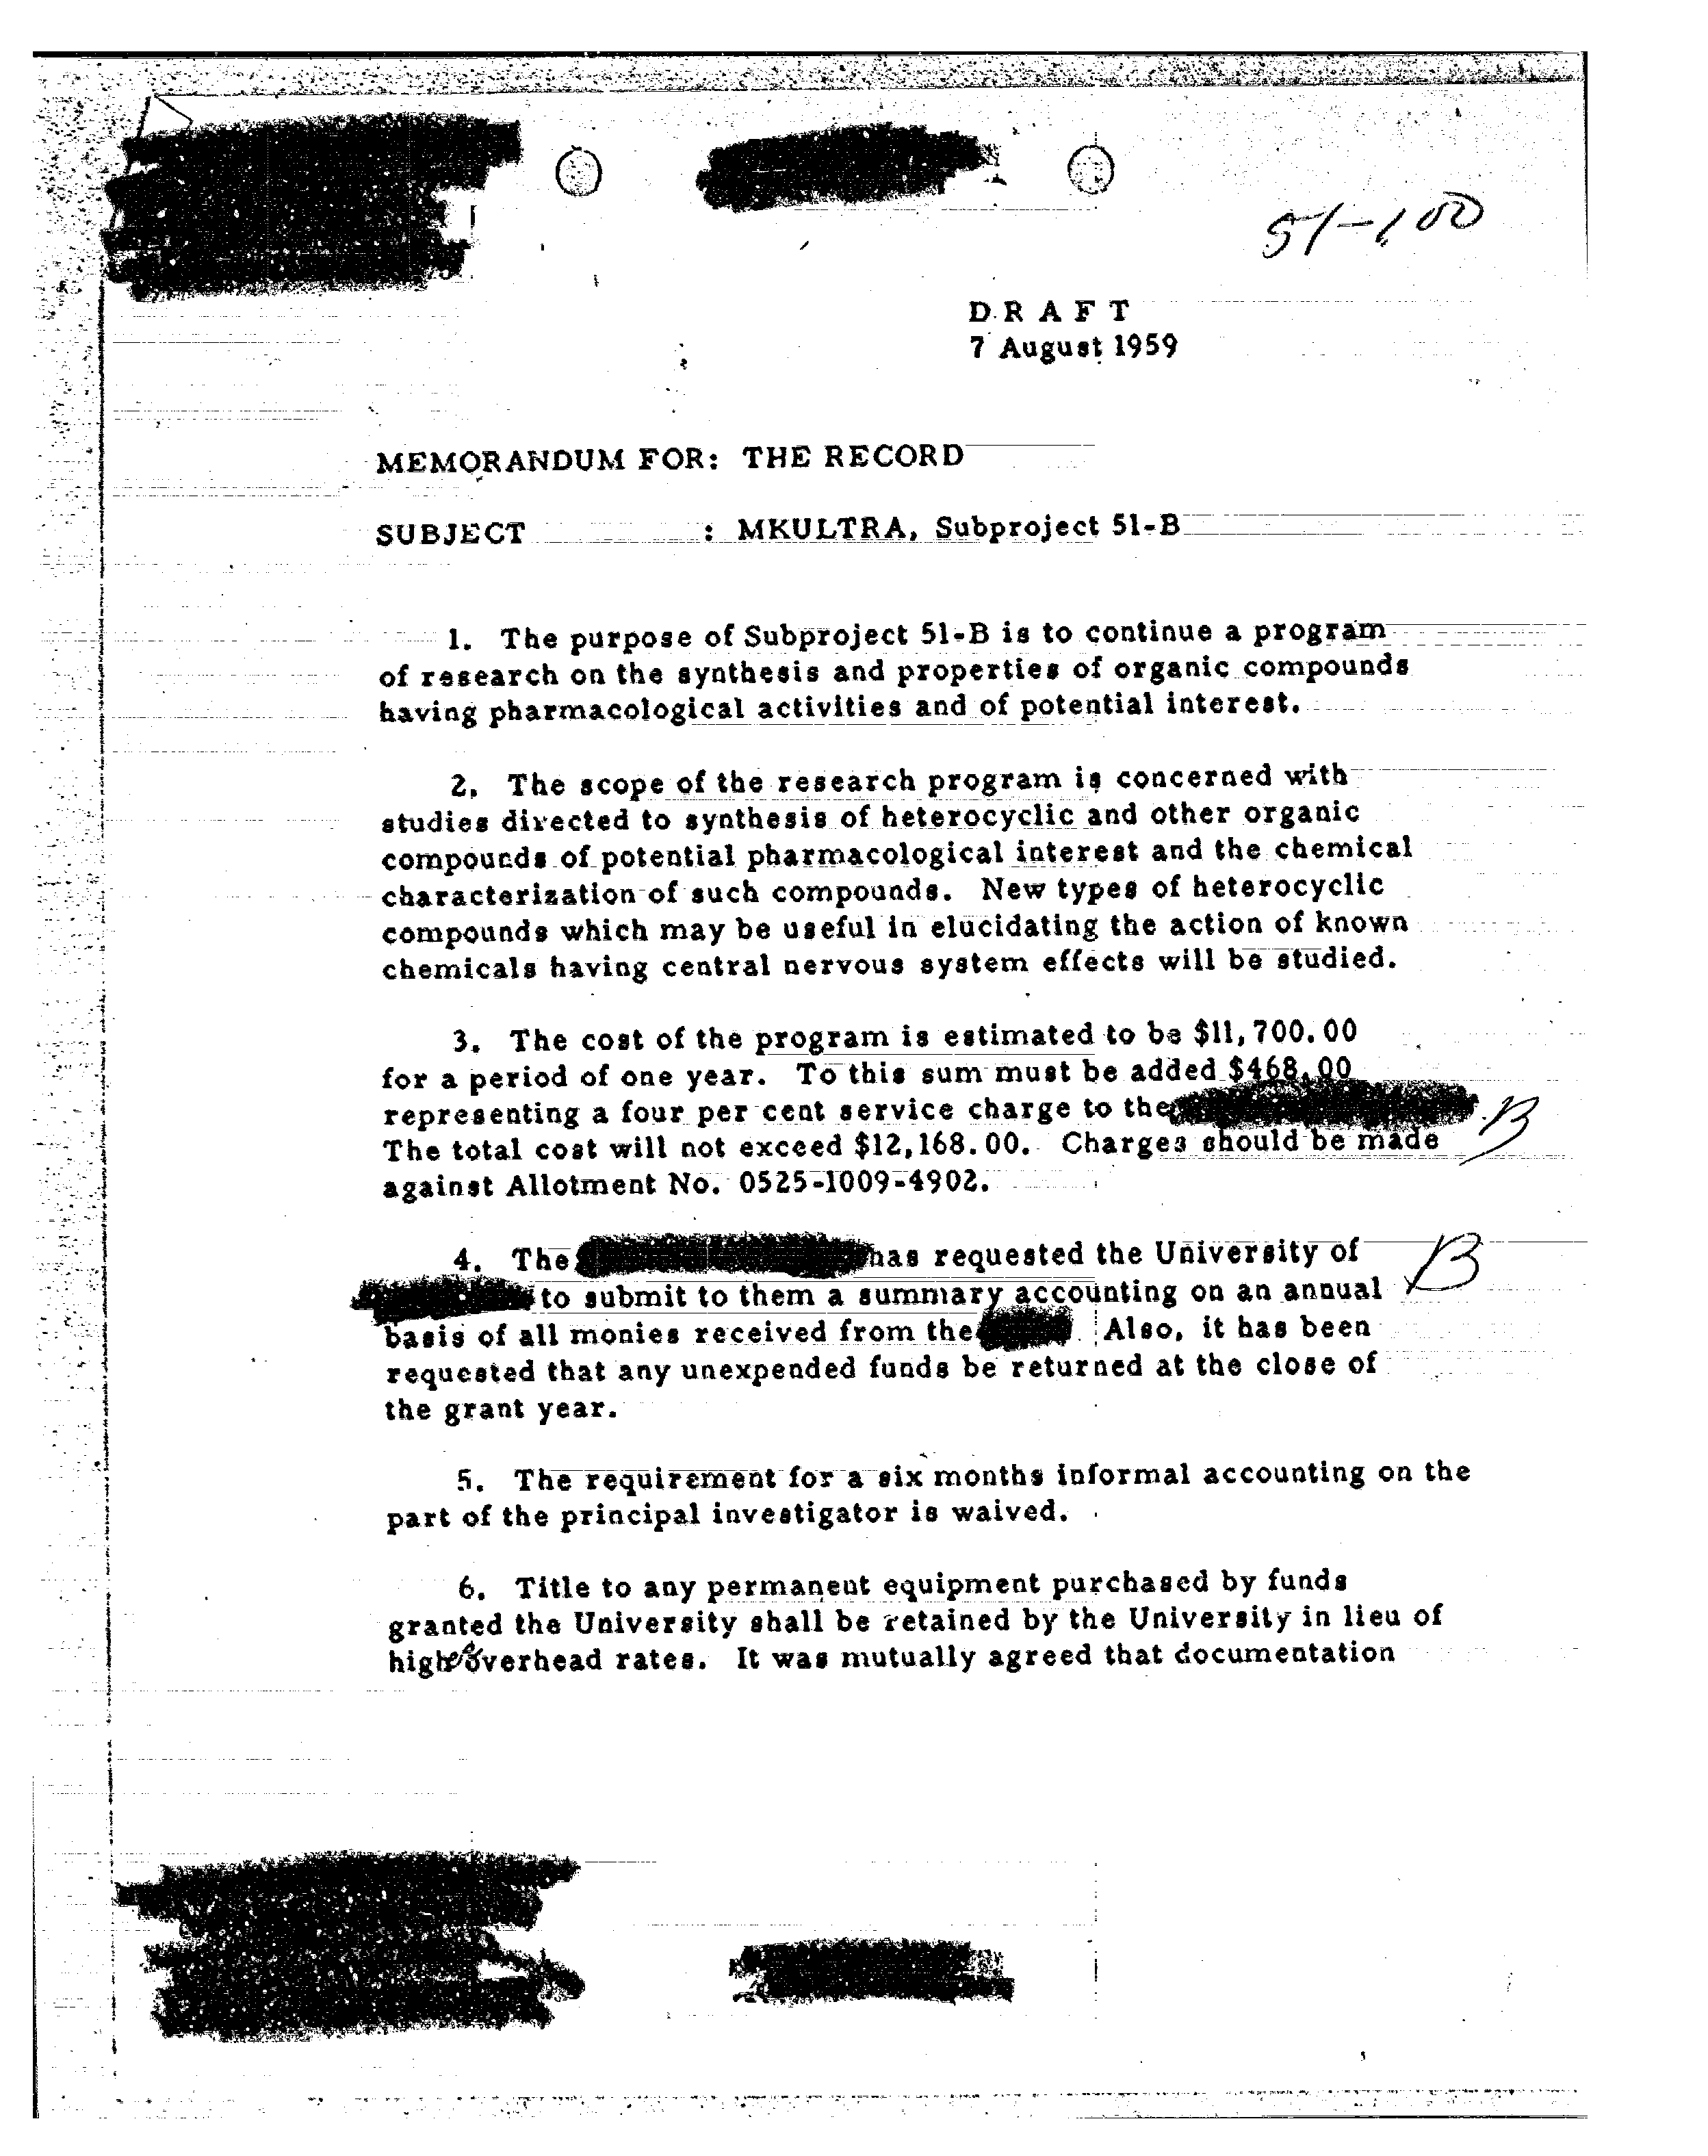 51-100
D R A F T
7 August 1959
MEMORANDUM FOR: THE RECORD
SUBJECT : MKULTRA, Subproject 51-B
1. The purpose of Subproject 51-B is to continue a program
of research on the synthesis and properties of organic compounds
having pharmacological activities and of potential interest.
2. The scope of the research program is concerned with
studies directed to synthesis of heterocyclic and other organic
compounds of potential pharmacological interest and the chemical
characterization of such compounds. New types of heterocyclic
compounds which may be useful in elucidating the action of known
chemicals having central nervous system effects will be studied.
3. The cost of the program is estimated to be $11,700.00
for a period of one year. To this sum must be added $468.00
representing a four per cent service charge to the
B
The total cost will not exceed $12,168.00. Charges should be made
against Allotment No. 0525-1009-4902.
4. The has requested the University of
B
to submit to them a summary accounting on an annual
basis of all monies received from the . Also, it has been
requested that any unexpended funds be returned at the close of
the grant year.
5. The requirement for a six months informal accounting on the
part of the principal investigator is waived.
6. Title to any permanent equipment purchased by funds
granted the University shall be retained by the University in lieu of
higher overhead rates. It was mutually agreed that documentation